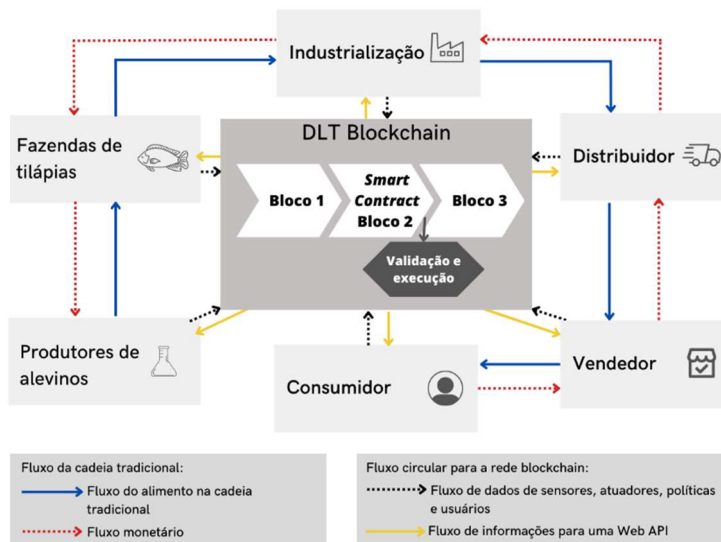 Industrialização
Fazendas de
tilápias
DLT Blockchain
Distribuidor
Bloco 1
Smart
Contract
Bloco 2
Bloco 3
Validação e
execução
Produtores de
alevinos
Consumidor
Vendedor
Fluxo da cadeia tradicional:
Fluxo do alimento na cadeia
tradicional
Fluxo monetário
Fluxo circular para a rede blockchain:
Fluxo de dados de sensores, atuadores, políticas
e usuários
Fluxo de informações para uma Web API